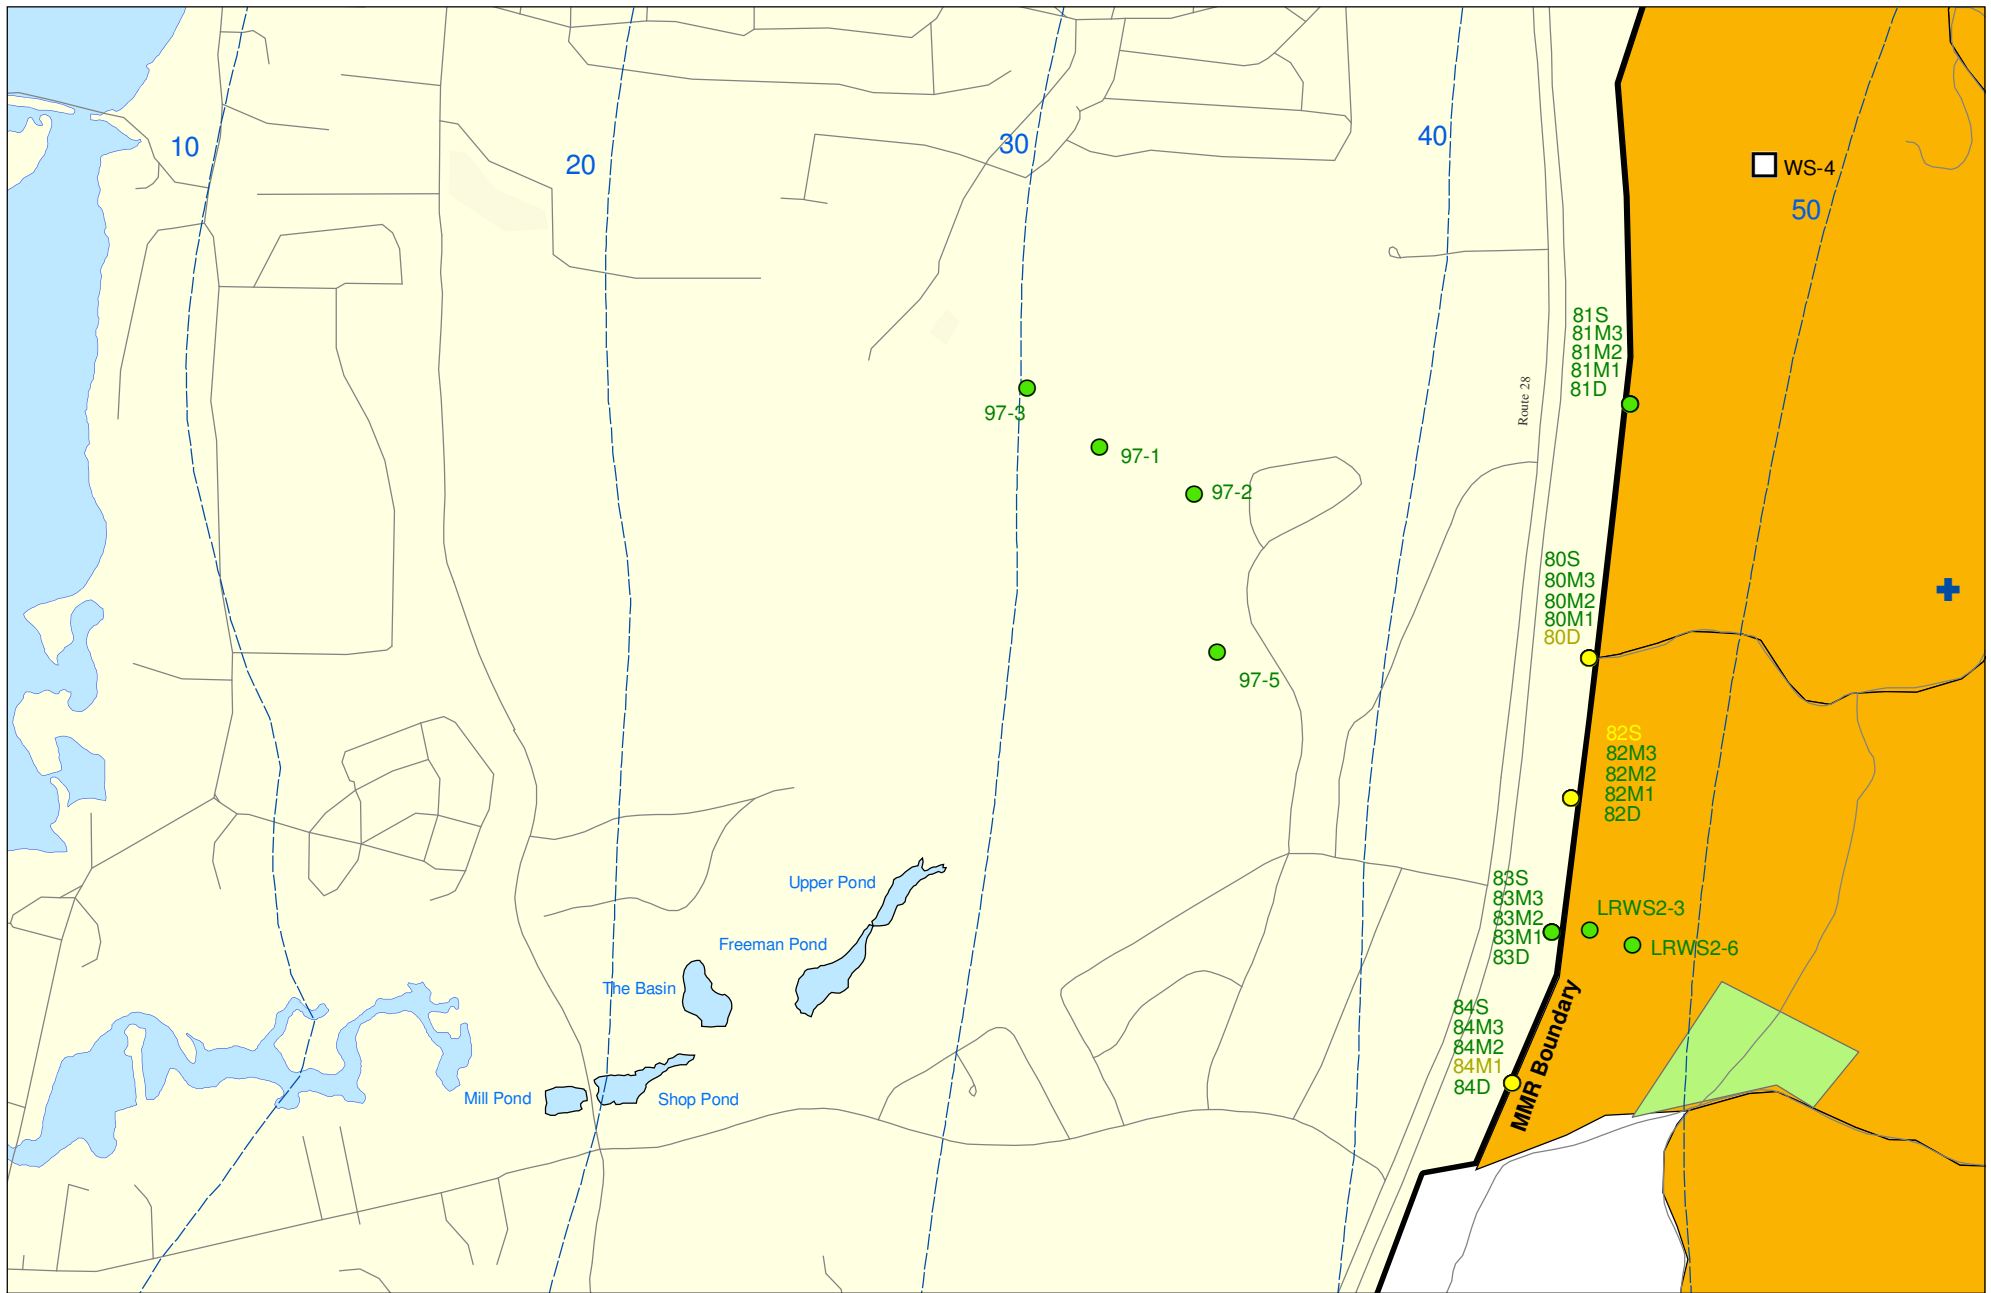 10
20
30
40
WS-4
50
81S
81M3
81M2
81M1
81D
Route 28
97-3
97-1
97-2
80S
80M3
80M2
80M1
80D
97-5
82S
82M3
82M2
82M1
82D
Upper Pond
83S
83M3
83M2
83M1
83D
LRWS2-3
LRWS2-6
Freeman Pond
The Basin
84S
84M3
84M2
84M1
84D
MMR Boundary
Mill Pond
Shop Pond